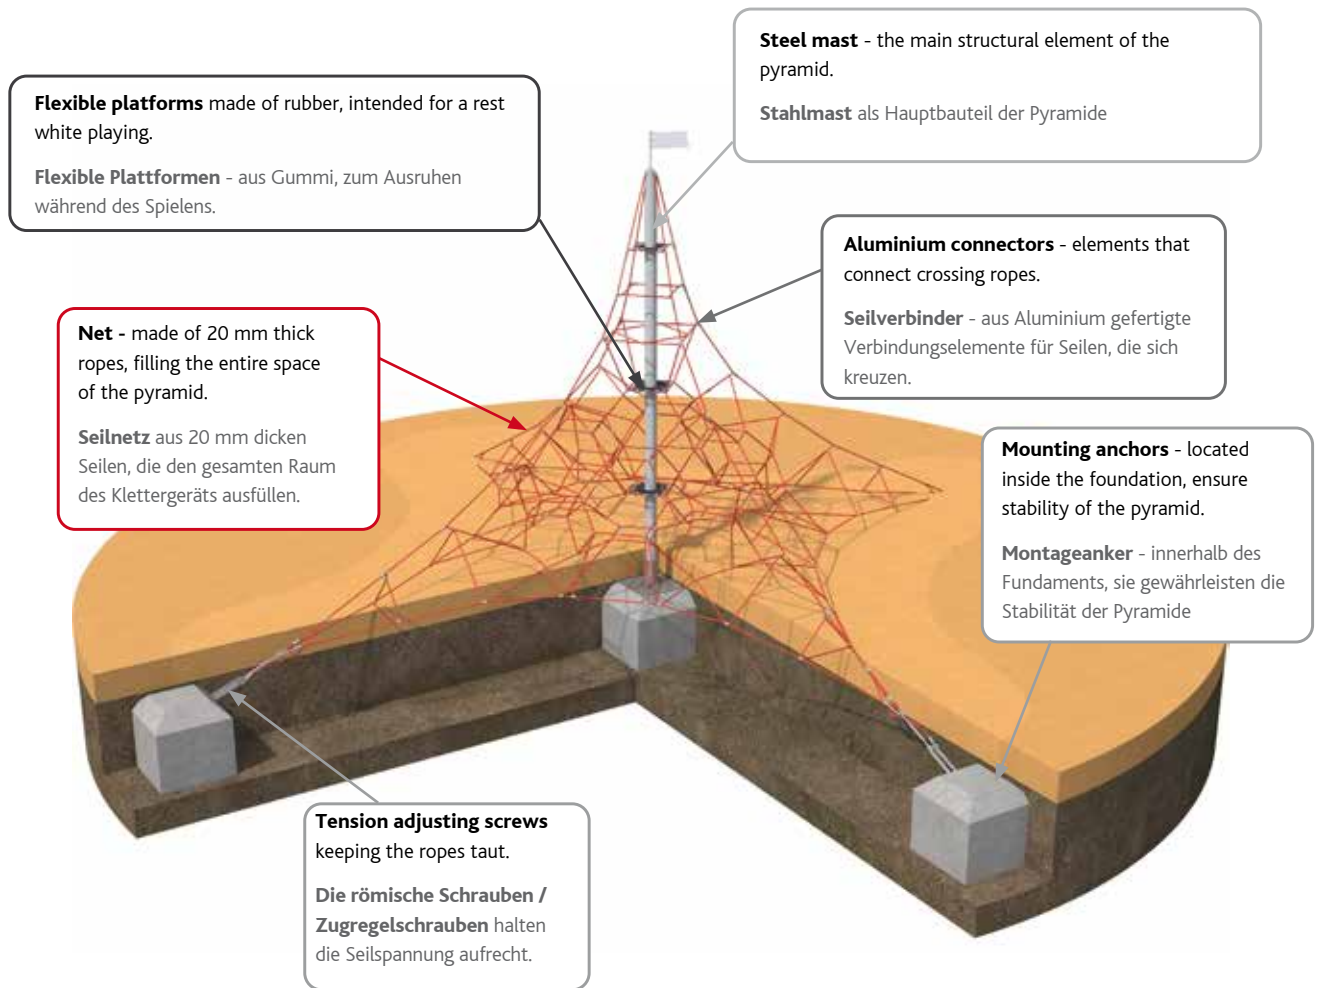 Steel mast - the main structural element of the
pyramid.
Stahlmast als Hauptbauteil der Pyramide
Flexible platforms made of rubber, intended for a rest
white playing.
Flexible Plattformen - aus Gummi, zum Ausruhen
während des Spielens.
Aluminium connectors - elements that
connect crossing ropes.
Seilverbinder - aus Aluminium gefertigte
Verbindungselemente für Seilen, die sich
kreuzen.
Net - made of 20 mm thick
ropes, filling the entire space
of the pyramid.
Seilnetz aus 20 mm dicken
Seilen, die den gesamten Raum
des Klettergeräts ausfüllen.
Mounting anchors - located
inside the foundation, ensure
stability of the pyramid.
Montageanker - innerhalb des
Fundaments, sie gewährleisten die
Stabilität der Pyramide
Tension adjusting screws
keeping the ropes taut.
Die römische Schrauben /
Zugregelschrauben halten
die Seilspannung aufrecht.